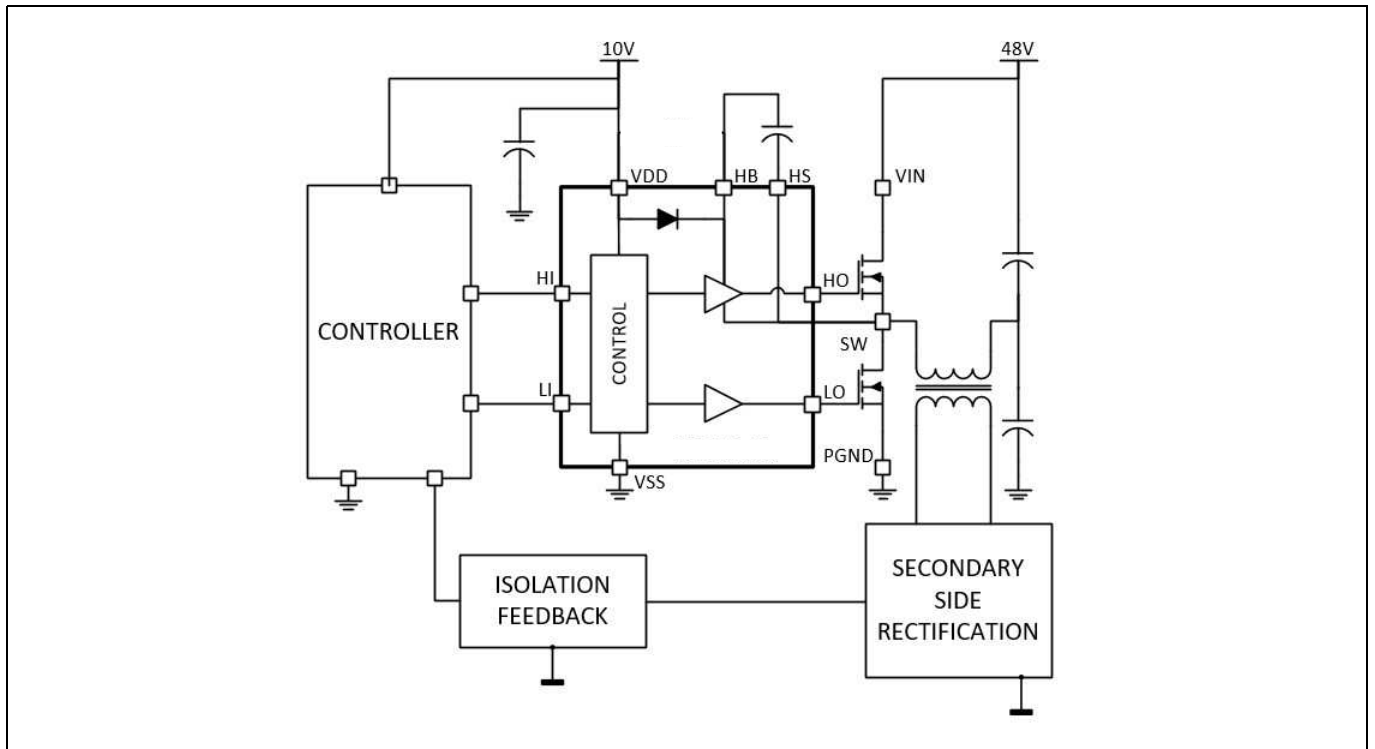 10V
48V
VDD
HB
HS
VIN
HI
HO
CONTROLLER
CONTROL
SW
LI
LO
PGND
VSS
ISOLATION
FEEDBACK
SECONDARY
SIDE
RECTIFICATION